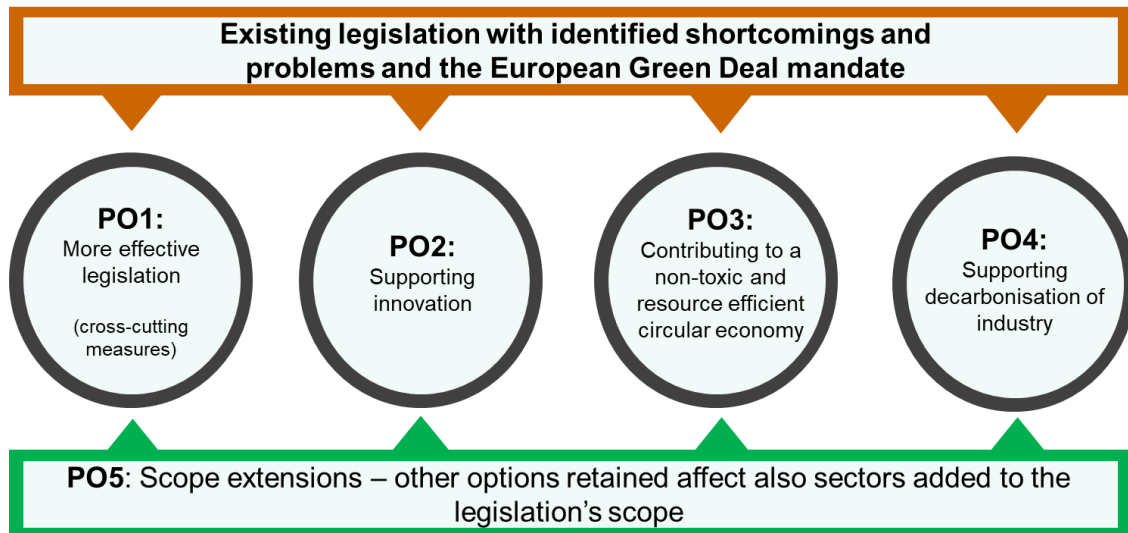 Existing legislation with identified shortcomings and
problems and the European Green Deal mandate
PO1:
More effective
legislation
(cross-cutting
measures)
PO2:
Supporting
innovation
PO3:
Contributing to a
non-toxic and
resource efficient
circular economy
PO4:
Supporting
decarbonisation of
industry
PO5: Scope extensions – other options retained affect also sectors added to the
legislation’s scope